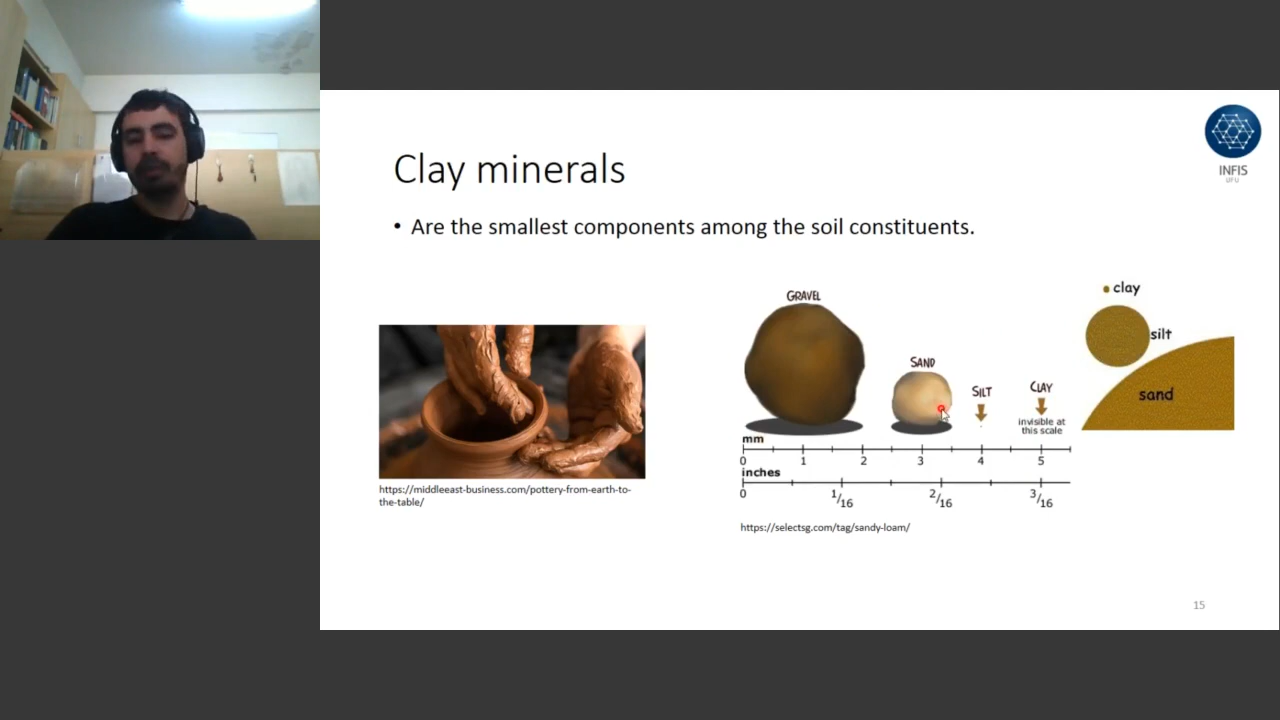 INFIS
UFU
Clay minerals
• Are the smallest components among the soil constituents.
https://middleeast-business.com/pottery-from-earth-to-
the-table/
GRAVEL
SAND
SILT
CLAY
invisible at
this scale
mm
0 1 2 3 4 5
inches
0 1/16 2/16 3/16
https://selectsg.com/tag/sandy-loam/
clay
silt
sand
15